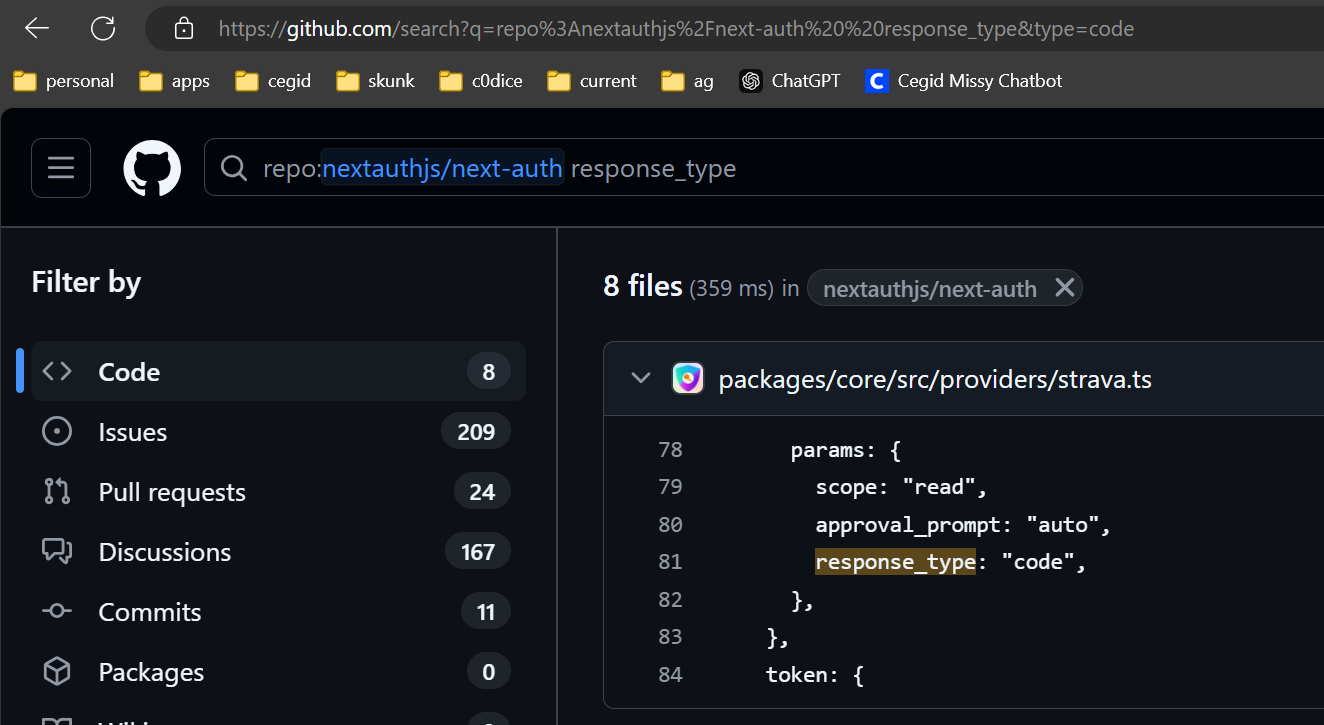 https://github.com/search?q=repo%3Anextauthjs%2Fnext-auth%20%20response_type&type=code
personal apps cegid skunk c0dice current ag ChatGPT Cegid Missy Chatbot
repo:nextauthjs/next-auth response_type
Filter by
Code 8
Issues 209
Pull requests 24
Discussions 167
Commits 11
Packages 0
8 files (359 ms) in nextauthjs/next-auth
packages/core/src/providers/strava.ts
78 params: {
79 scope: "read",
80 approval_prompt: "auto",
81 response_type: "code",
82 },
83 },
84 token: {